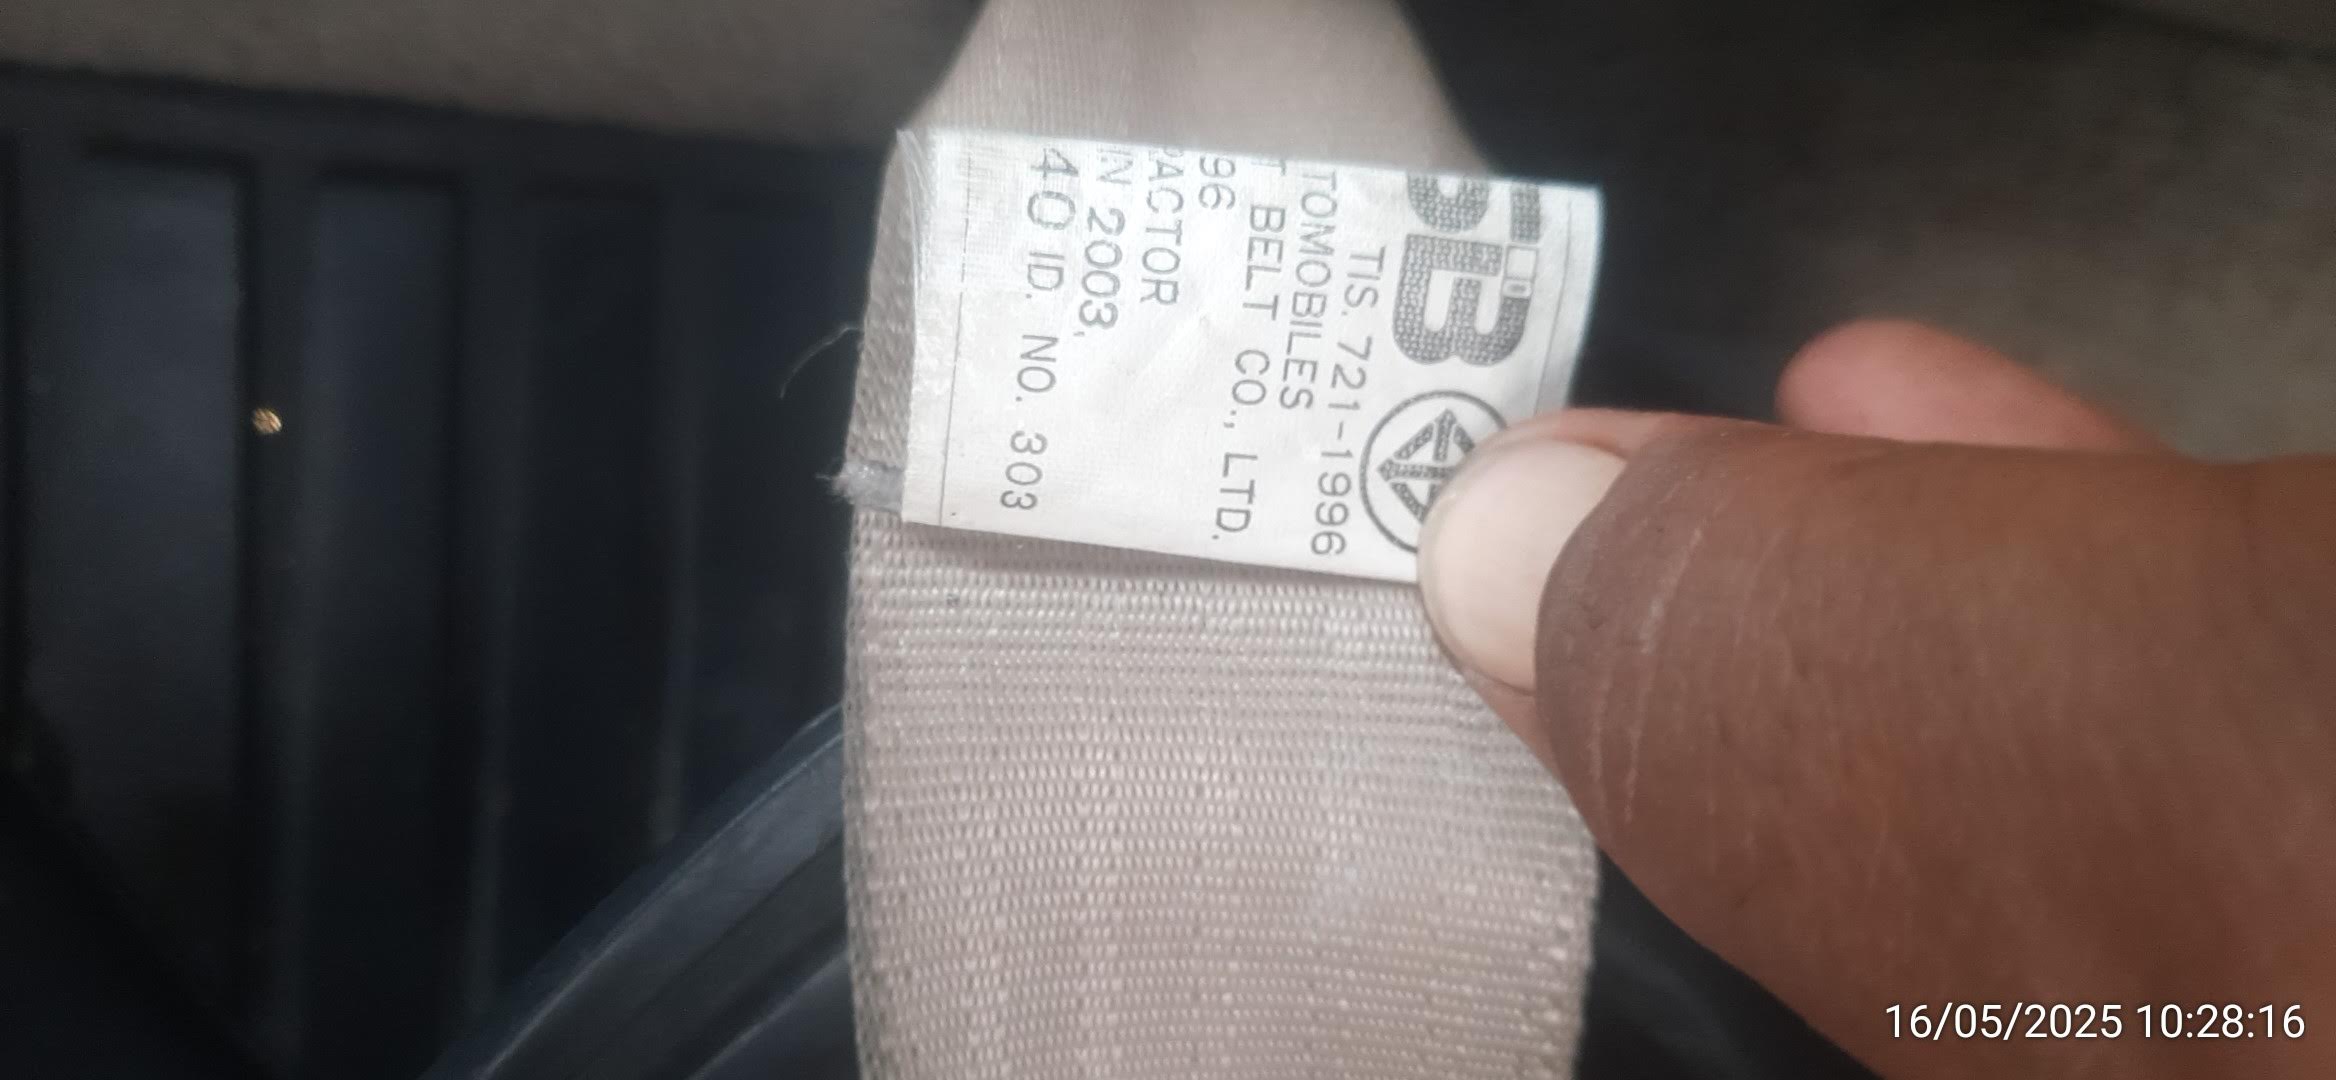 TIS. 721-1996
TOMOBILES
T BELT CO., LTD.
96
ACTOR
IN 2003,
40 ID. NO. 303
16/05/2025 10:28:16